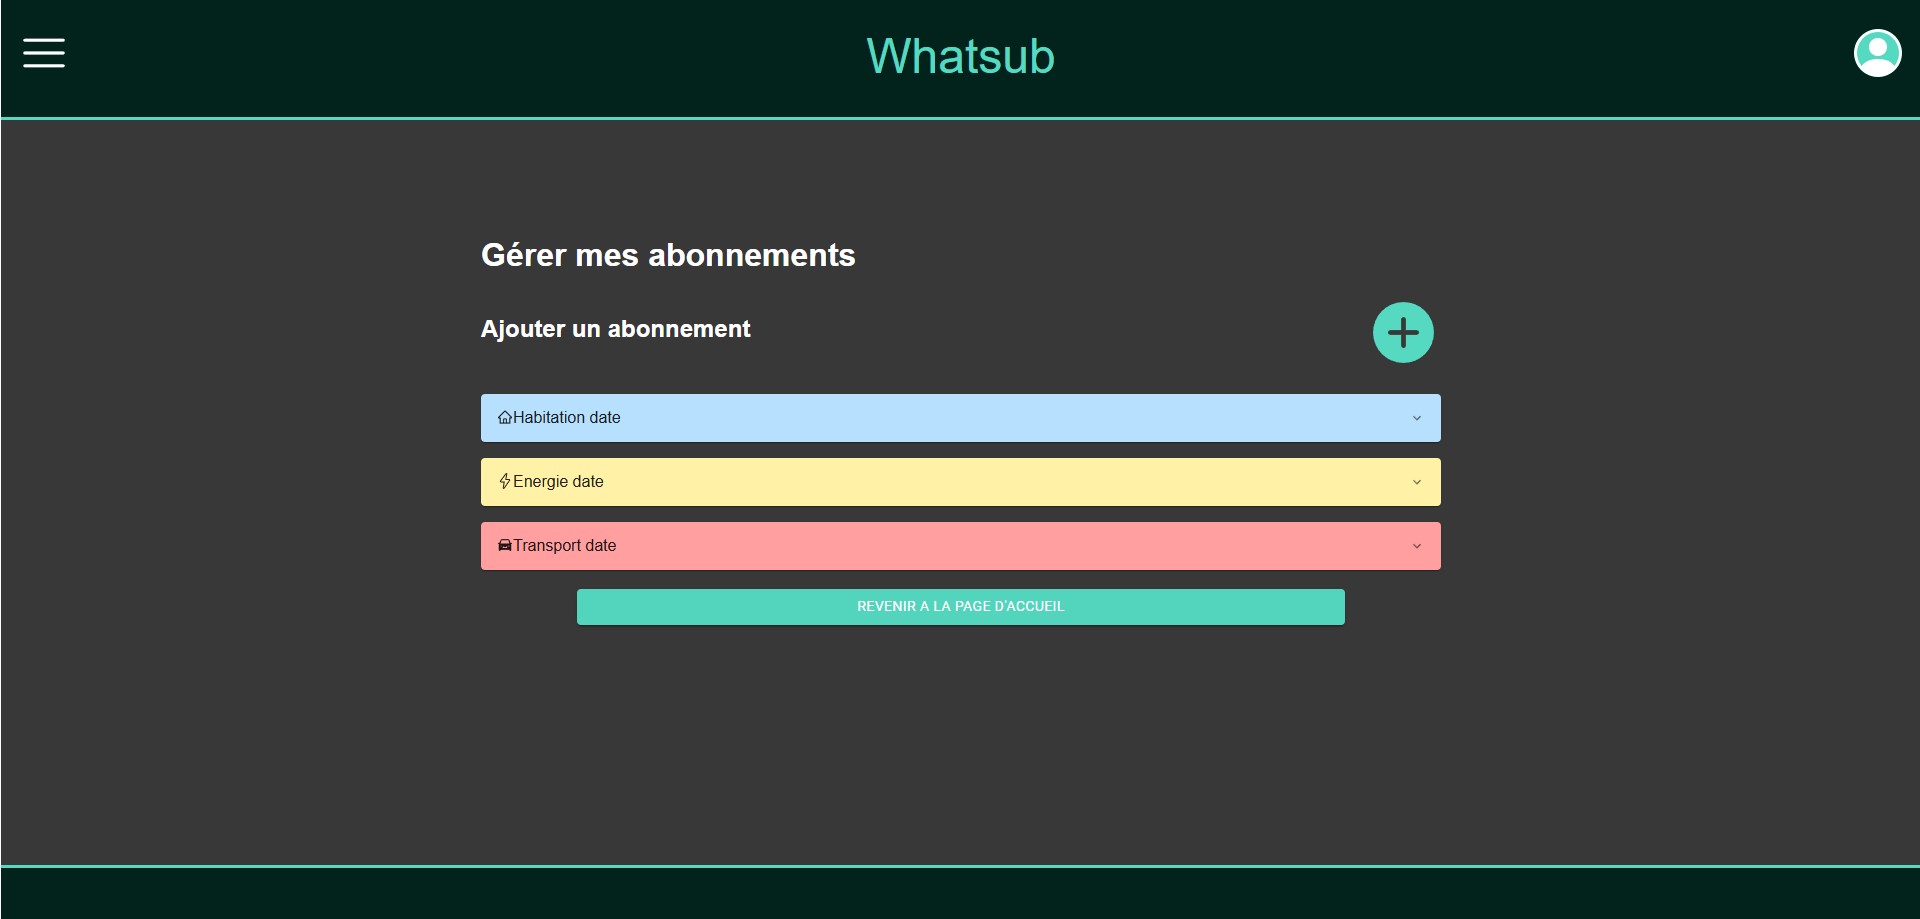 Whatsub
Gérer mes abonnements
Ajouter un abonnement
Habitation date
Energie date
Transport date
REVENIR A LA PAGE D'ACCUEIL